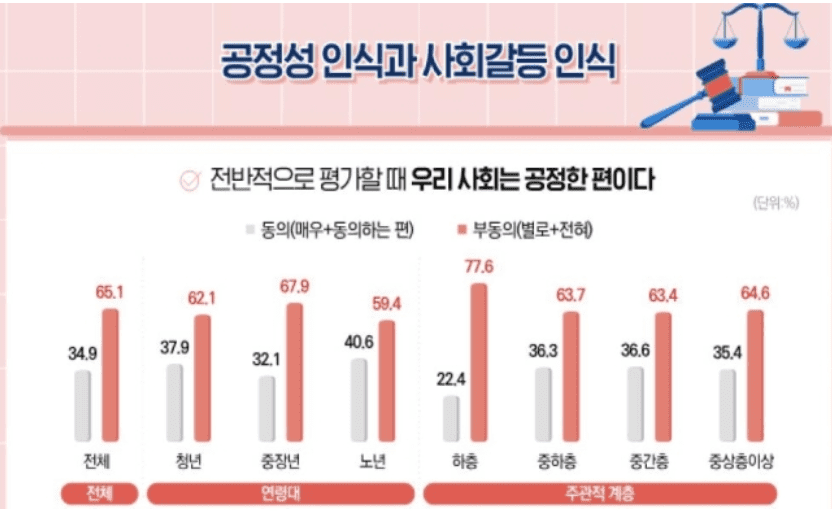 공정성 인식과 사회갈등 인식
전반적으로 평가할 때 우리 사회는 공정한 편이다
(단위:%)
동의(매우+동의하는 편) 부동의(별로+전혀)
34.9 65.1 37.9 62.1 32.1 67.9 40.6 59.4 22.4 77.6 36.3 63.7 36.6 63.4 35.4 64.6
전체 청년 중장년 노년 하층 중하층 중간층 중상층이상
전체 연령대 주관적 계층